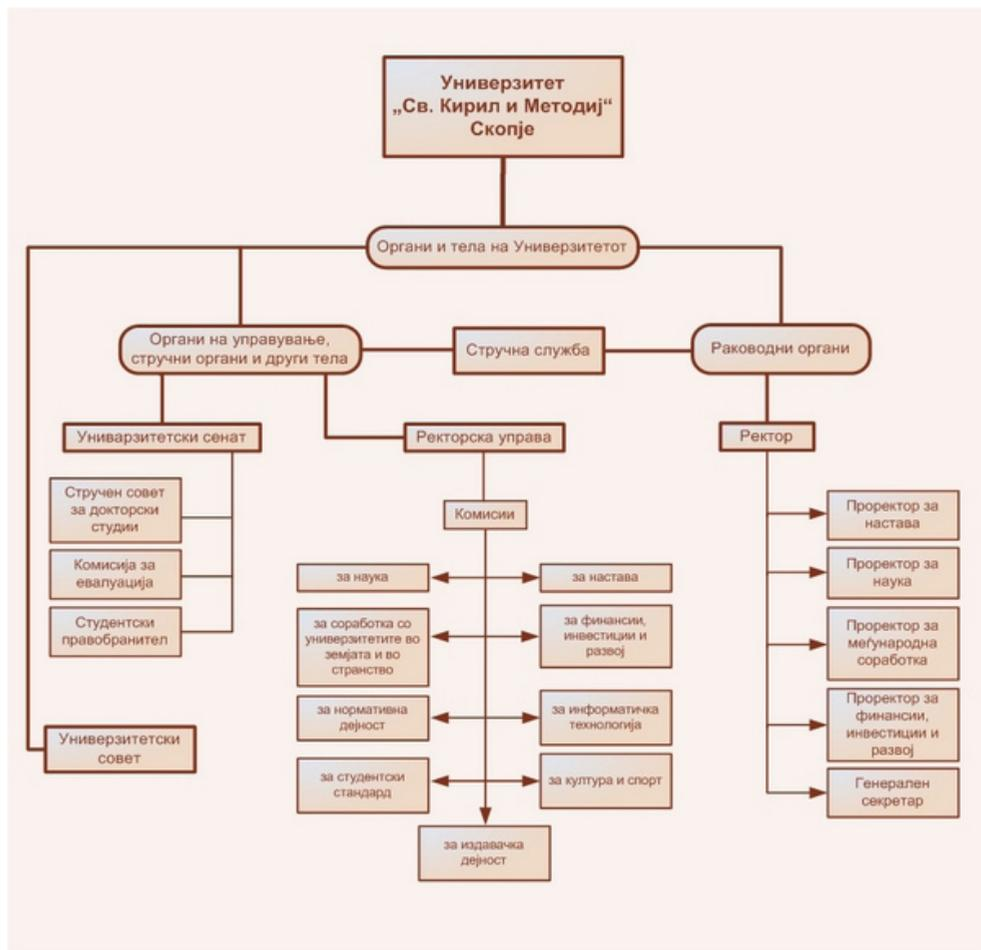 Универзитет
„Св. Кирил и Методиј“
Скопје
Органи и тела на Универзитетот
Органи на управување,
стручни органи и други тела
Стручна служба
Раководни органи
Универзитетски сенат
Ректорска управа
Ректор
Стручен совет
за докторски
студии
Комисија за
евалуација
Студентски
правобранител
Универзитетски
совет
Комисии
за наука
за настава
за соработка со
универзитетите во
земјата и во
странство
за финансии,
инвестиции и
развој
за нормативна
дејност
за информатичка
технологија
за студентски
стандард
за култура и спорт
за издавачка
дејност
Проректор за
настава
Проректор за
наука
Проректор за
меѓународна
соработка
Проректор за
финансии,
инвестиции и
развој
Генерален
секретар